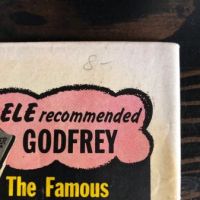 8-
ELE recommended
GODFREY
The Famous